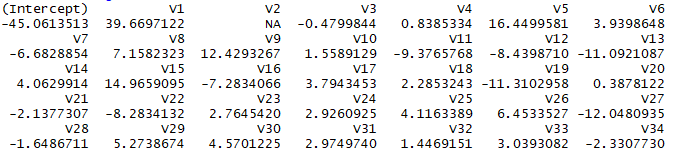 (Intercept) V1 V2 V3 V4 V5 V6
-45.0613513 39.6697122 NA -0.4799844 0.8385334 16.4499581 3.9398648
V7 V8 V9 V10 V11 V12 V13
-6.6828854 7.1582323 12.4293267 1.5589129 -9.3765768 -8.4398710 -11.0921087
V14 V15 V16 V17 V18 V19 V20
4.0629914 14.9659095 -7.2834066 3.7943453 2.2853243 -11.3102958 0.3878122
V21 V22 V23 V24 V25 V26 V27
-2.1377307 -8.2834132 2.7645420 2.9260925 4.1163389 6.4533527 -12.0480935
V28 V29 V30 V31 V32 V33 V34
-1.6486711 5.2738674 4.5701225 2.9749740 1.4469151 3.0393082 -2.3307730